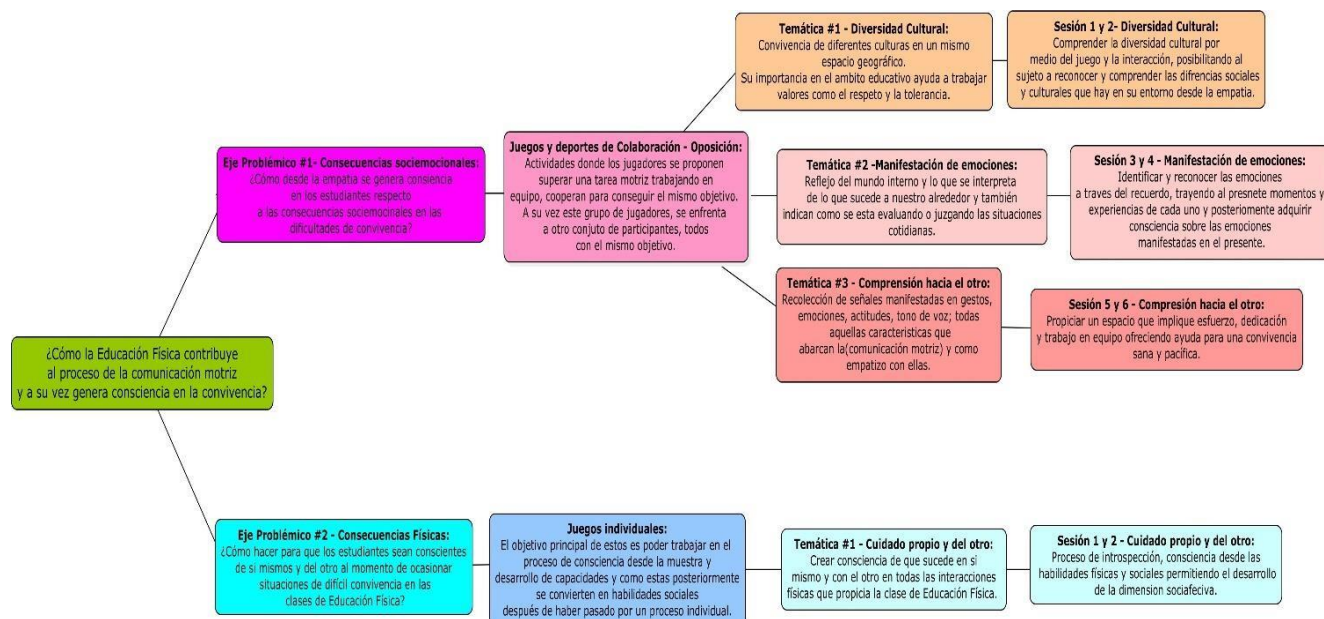 Temática #1 - Diversidad Cultural:
Convivencia de diferentes culturas en un mismo
espacio geográfico.
Su importancia en el ambito educativo ayuda a trabajar
valores como el respeto y la tolerancia.
Sesión 1 y 2- Diversidad Cultural:
Comprender la diversidad cultural por
medio del juego y la interacción, posibilitando al
sujeto a reconocer y comprender las difrencias sociales
y culturales que hay en su entorno desde la empatia.
Eje Problémico #1- Consecuencias sociemocionales:
¿Cómo desde la empatia se genera consciencia
en los estudiantes respecto
a las consecuencias sociemocionales en las
dificultades de convivencia?
Juegos y deportes de Colaboración - Oposición:
Actividades donde los jugadores se proponen
superar una tarea motriz trabajando en
equipo, cooperan para conseguir el mismo objetivo.
A su vez este grupo de jugadores, se enfrenta
a otro conjuto de participantes, todos
con el mismo objetivo.
Temática #2 -Manifestación de emociones:
Reflejo del mundo interno y lo que se interpreta
de lo que sucede a nuestro alrededor y también
indican como se esta evaluando o juzgando las situaciones
cotidianas.
Sesión 3 y 4 - Manifestación de emociones:
Identificar y reconocer las emociones
a traves del recuerdo, trayendo al presnete momentos y
experiencias de cada uno y posteriormente adquirir
consciencia sobre las emociones
manifestadas en el presente.
Temática #3 - Comprensión hacia el otro:
Recolección de señales manifestadas en gestos,
emociones, actitudes, tono de voz; todas
aquellas caracteristicas que
abarcan la(comunicación motriz) y como
empatizo con ellas.
Sesión 5 y 6 - Compresión hacia el otro:
Propiciar un espacio que implique esfuerzo, dedicación
y trabajo en equipo ofreciendo ayuda para una convivencia
sana y pacífica.
¿Cómo la Educación Física contribuye
al proceso de la comunicación motriz
y a su vez genera consciencia en la convivencia?
Eje Problémico #2 - Consecuencias Físicas:
¿Cómo hacer para que los estudiantes sean conscientes
de si mismos y del otro al momento de ocasionar
situaciones de difícil convivencia en las
clases de Educación Física?
Juegos individuales:
El objetivo principal de estos es poder trabajar en el
proceso de consciencia desde la muestra y
desarrollo de capacidades y como estas posteriormente
se convierten en habilidades sociales
después de haber pasado por un proceso individual.
Temática #1 - Cuidado propio y del otro:
Crear consciencia de que sucede en si
mismo y con el otro en todas las interacciones
físicas que propicia la clase de Educación Física.
Sesión 1 y 2 - Cuidado propio y del otro:
Proceso de introspección, consciencia desde las
habilidades físicas y sociales permitiendo el desarrollo
de la dimension sociafectiva.